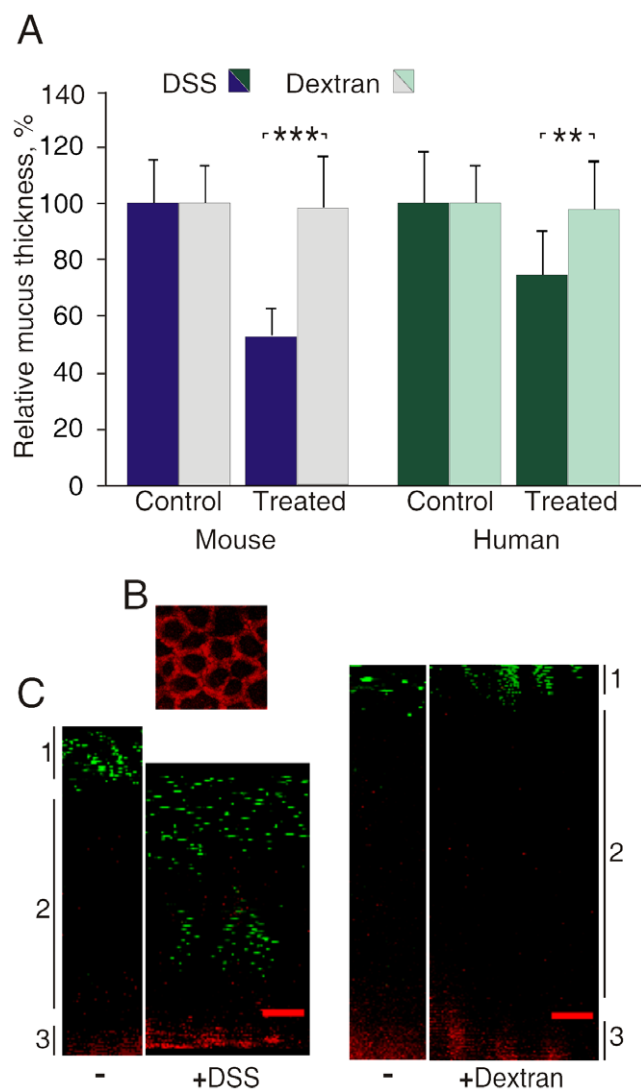 A
DSS Dextran
Relative mucus thickness, %
140
120
100
80
60
40
20
0
***
**
Control Treated Control Treated
Mouse Human
B
C
1
2
3
1
2
3
- +DSS - +Dextran